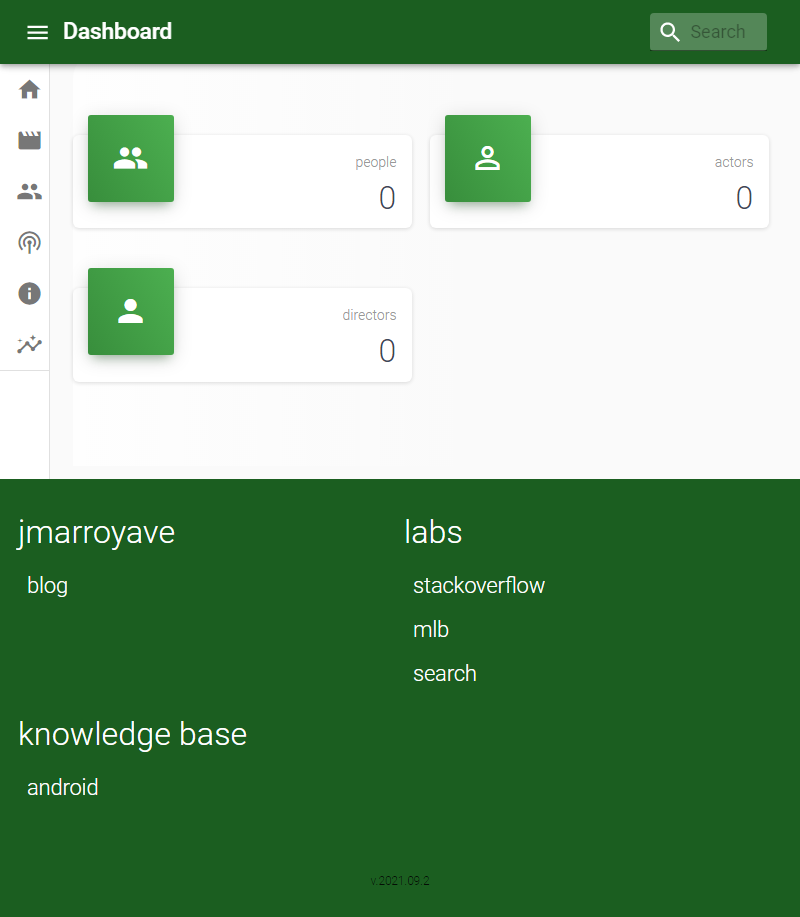 Dashboard
Search
people
0
actors
0
directors
0
jmarroyave
blog
labs
stackoverflow
mlb
search
knowledge base
android
v.2021.09.2